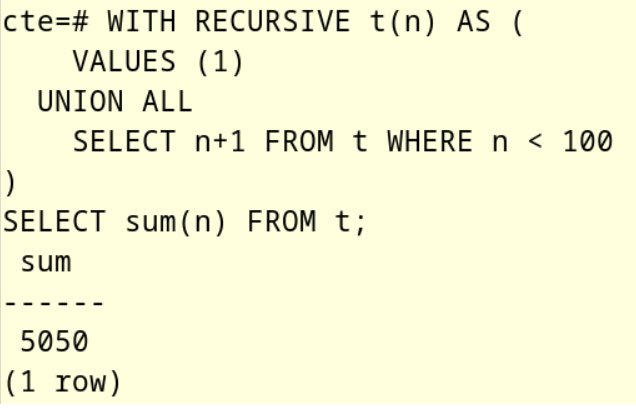 cte=# WITH RECURSIVE t(n) AS (
    VALUES (1)
  UNION ALL
    SELECT n+1 FROM t WHERE n < 100
)
SELECT sum(n) FROM t;
 sum
------
 5050
(1 row)